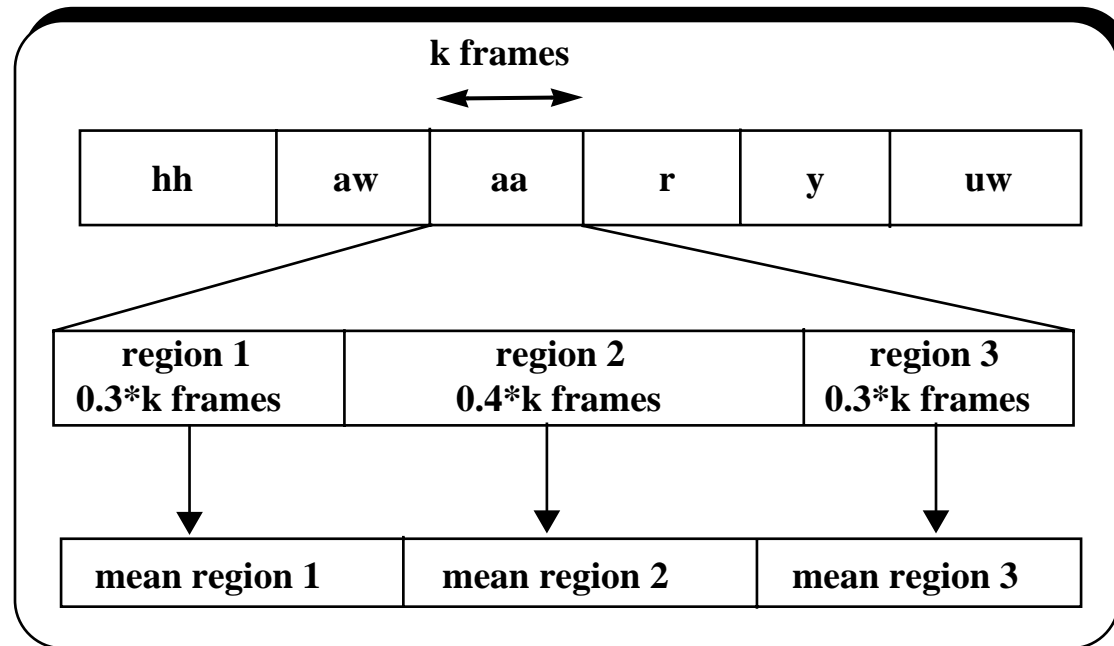 k frames
hh aw aa r y uw
region 1 region 2 region 3
0.3*k frames 0.4*k frames 0.3*k frames
mean region 1 mean region 2 mean region 3